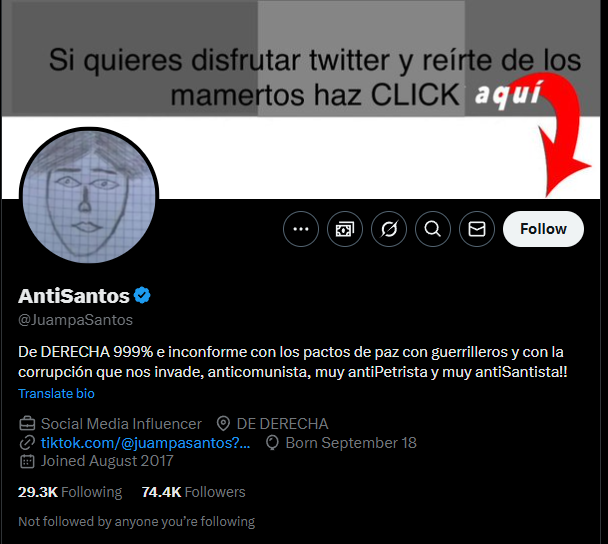 Si quieres disfrutar twitter y reírte de los
mamertos haz CLICK aquí
Follow
AntiSantos
@JuampaSantos
De DERECHA 999% e inconforme con los pactos de paz con guerrilleros y con la
corrupción que nos invade, anticomunista, muy antiPetrista y muy antiSantista!!
Translate bio
Social Media Influencer DE DERECHA
tiktok.com/@juampasantos?... Born September 18
Joined August 2017
29.3K Following 74.4K Followers
Not followed by anyone you’re following